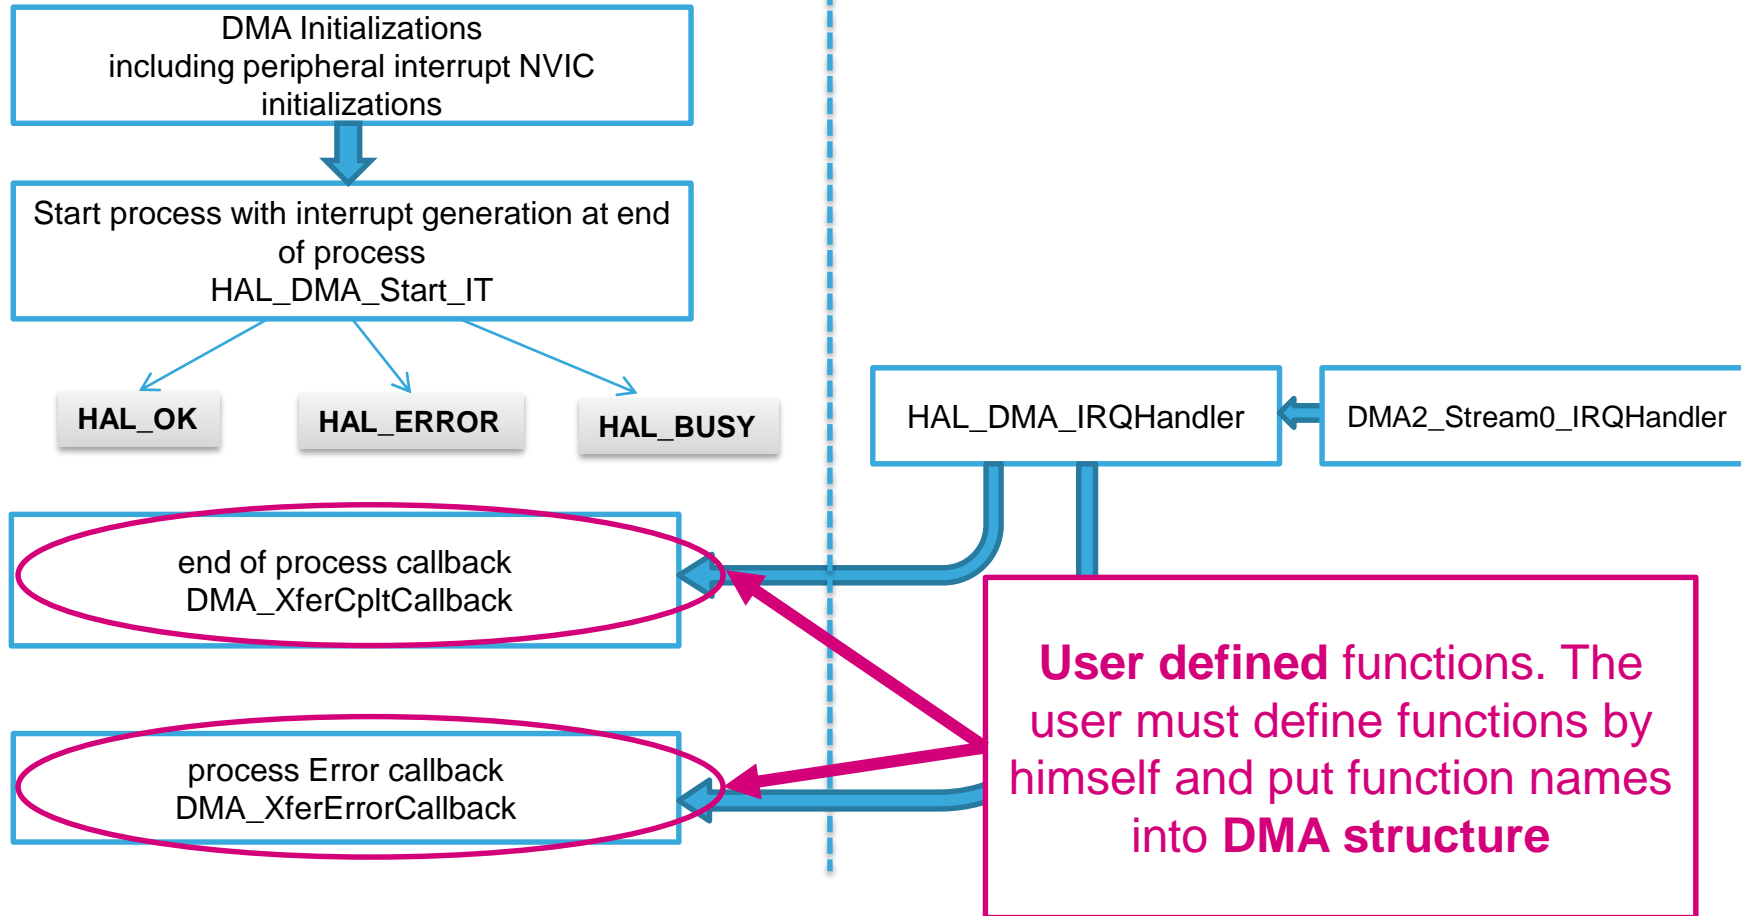 DMA Initializations
including peripheral interrupt NVIC
initializations
Start process with interrupt generation at end
of process
HAL_DMA_Start_IT
HAL_OK
HAL_ERROR
HAL_BUSY
HAL_DMA_IRQHandler
DMA2_Stream0_IRQHandler
end of process callback
DMA_XferCpltCallback
process Error callback
DMA_XferErrorCallback
User defined functions. The
user must define functions by
himself and put function names
into DMA structure